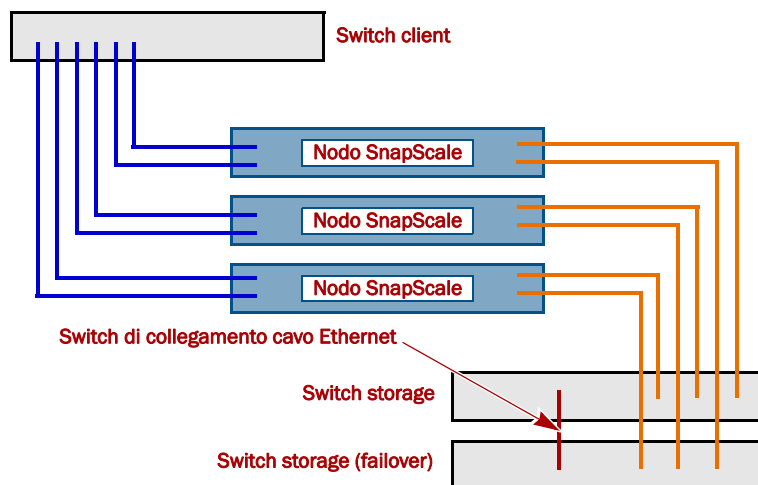 Switch client
Nodo SnapScale
Nodo SnapScale
Nodo SnapScale
Switch di collegamento cavo Ethernet
Switch storage
Switch storage (failover)